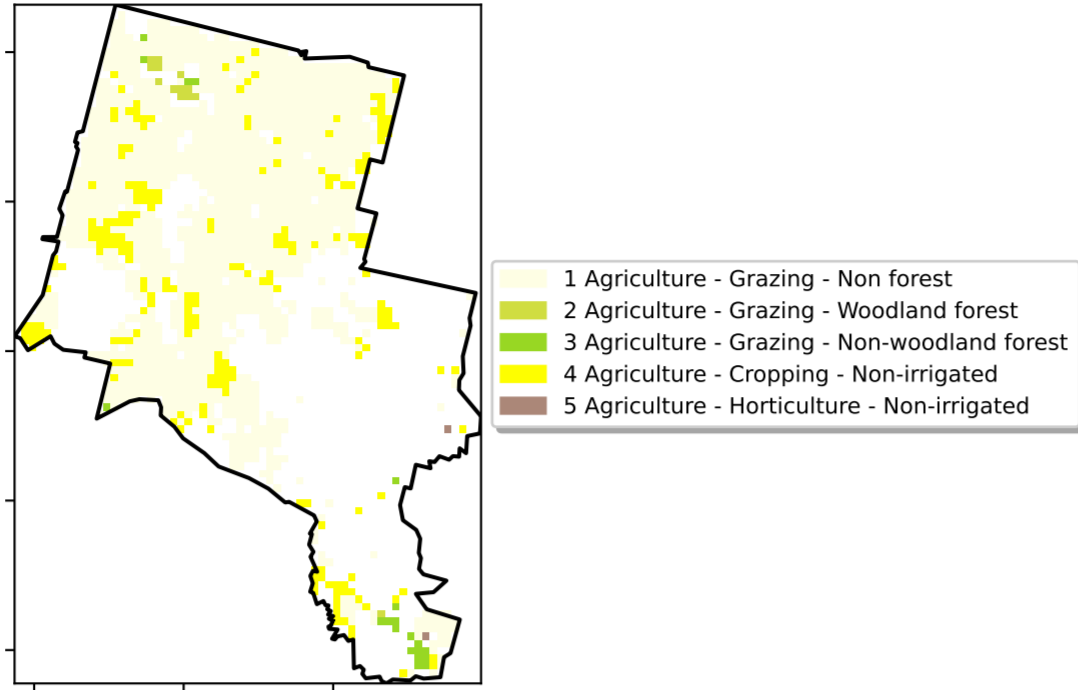 1 Agriculture - Grazing - Non forest
2 Agriculture - Grazing - Woodland forest
3 Agriculture - Grazing - Non-woodland forest
4 Agriculture - Cropping - Non-irrigated
5 Agriculture - Horticulture - Non-irrigated